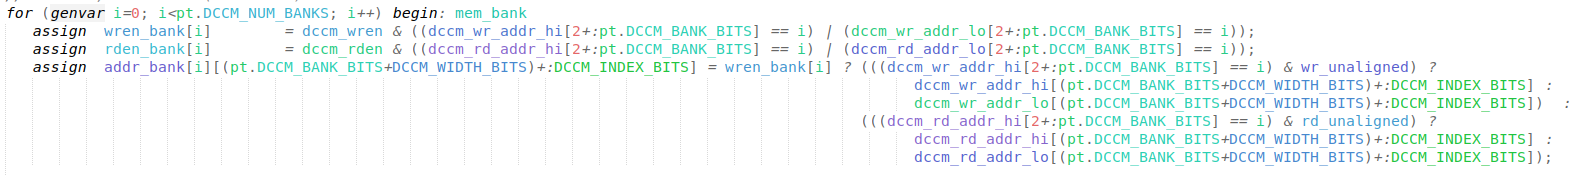 for (genvar i=0; i<pt.DCCM_NUM_BANKS; i++) begin: mem_bank
assign wren_bank[i] = dccm_wren & ((dccm_wr_addr_hi[2+:pt.DCCM_BANK_BITS] == i) | (dccm_wr_addr_lo[2+:pt.DCCM_BANK_BITS] == i));
assign rden_bank[i] = dccm_rden & ((dccm_rd_addr_hi[2+:pt.DCCM_BANK_BITS] == i) | (dccm_rd_addr_lo[2+:pt.DCCM_BANK_BITS] == i));
assign addr_bank[i][(pt.DCCM_BANK_BITS+DCCM_WIDTH_BITS)+:DCCM_INDEX_BITS] = wren_bank[i] ? (((dccm_wr_addr_hi[2+:pt.DCCM_BANK_BITS] == i) & wr_unaligned) ?
dccm_wr_addr_hi[(pt.DCCM_BANK_BITS+DCCM_WIDTH_BITS)+:DCCM_INDEX_BITS] :
dccm_wr_addr_lo[(pt.DCCM_BANK_BITS+DCCM_WIDTH_BITS)+:DCCM_INDEX_BITS]) :
(((dccm_rd_addr_hi[2+:pt.DCCM_BANK_BITS] == i) & rd_unaligned) ?
dccm_rd_addr_hi[(pt.DCCM_BANK_BITS+DCCM_WIDTH_BITS)+:DCCM_INDEX_BITS] :
dccm_rd_addr_lo[(pt.DCCM_BANK_BITS+DCCM_WIDTH_BITS)+:DCCM_INDEX_BITS]);